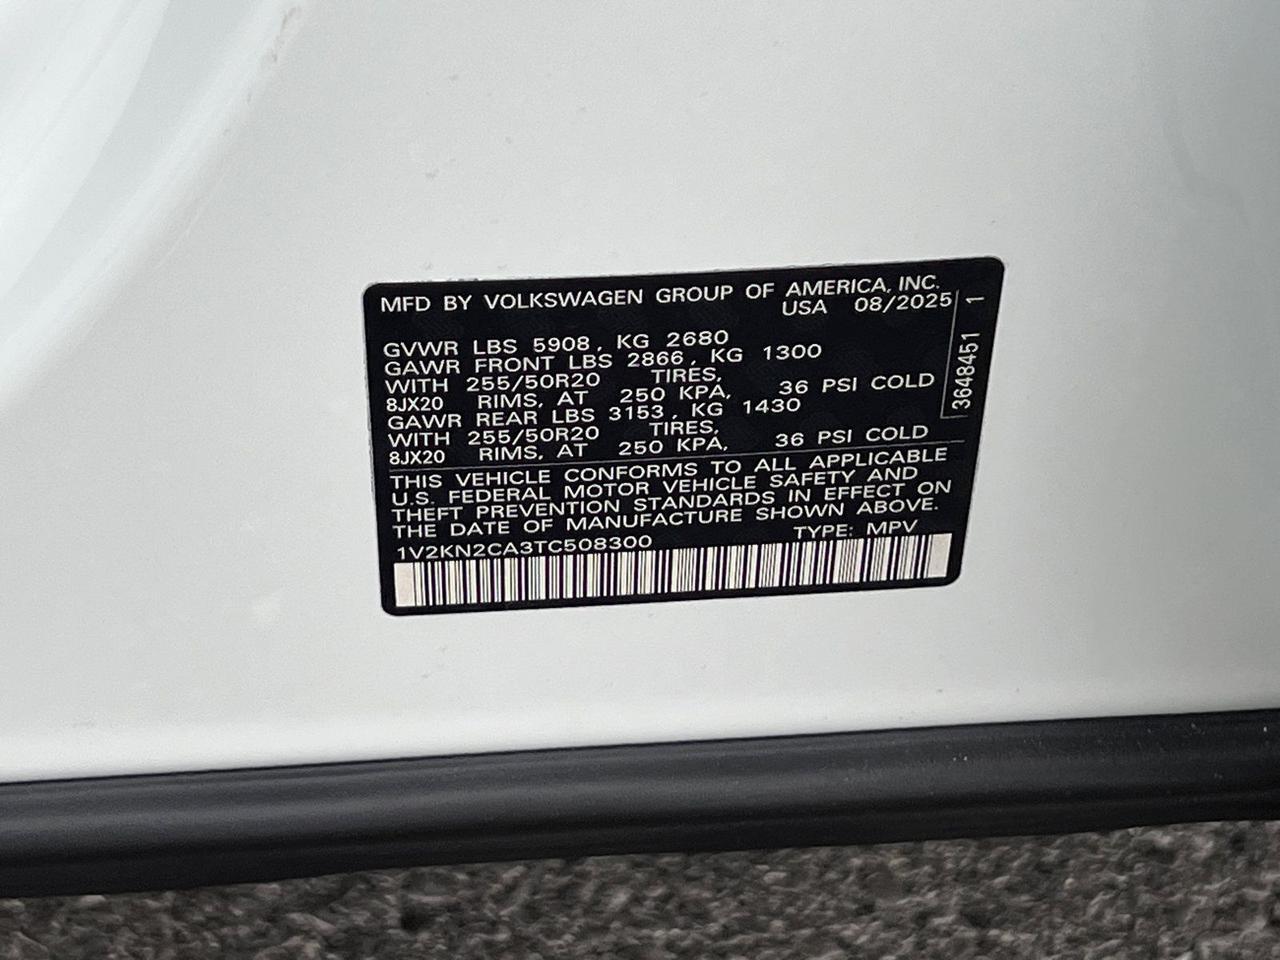 MFD BY VOLKSWAGEN GROUP OF AMERICA, INC.
USA 08/2025
GVWR LBS 5908, KG 2680
GAWR FRONT LBS 2866, KG 1300
WITH 255/50R20 TIRES,
8JX20 RIMS, AT 250 KPA, 36 PSI COLD
GAWR REAR LBS 3153, KG 1430
WITH 255/50R20 TIRES,
8JX20 RIMS, AT 250 KPA, 36 PSI COLD
THIS VEHICLE CONFORMS TO ALL APPLICABLE
U.S. FEDERAL MOTOR VEHICLE SAFETY AND
THEFT PREVENTION STANDARDS IN EFFECT ON
THE DATE OF MANUFACTURE SHOWN ABOVE.
1V2KN2CA3TC508300 TYPE: MPV
3648451 1